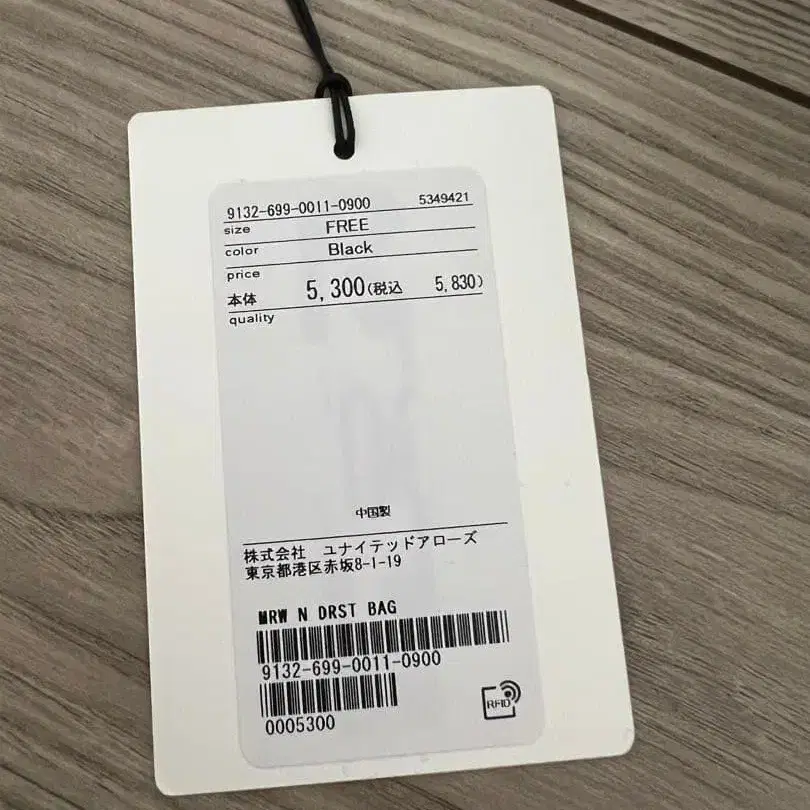 9132-699-0011-0900 5349421
size FREE
color Black
price
本体 5,300(税込 5,830)
quality
中国製
株式会社 ユナイテッドアローズ
東京都港区赤坂8-1-19
MRW N DRST BAG
9132-699-0011-0900
0005300
RFID